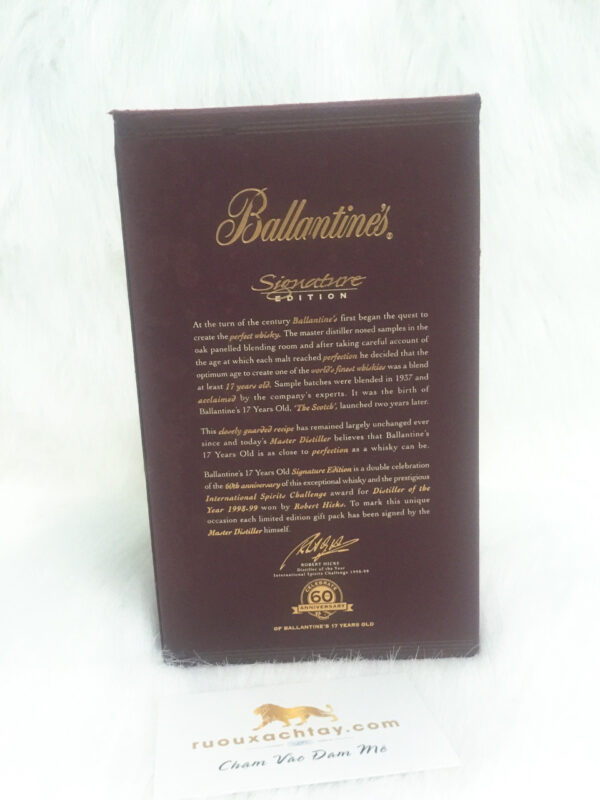 Ballantine's®
Signature
EDITION
At the turn of the century Ballantine's first began the quest to
create the perfect whisky. The master distiller nosed samples in the
oak panelled blending room and after taking careful account of
the age at which each malt reached perfection he decided that the
optimum age to create one of the world's finest whiskies was a blend
at least 17 years old. Sample batches were blended in 1937 and
acclaimed by the company's experts. It was the birth of
Ballantine's 17 Years Old, 'The Scotch', launched two years later.
This closely guarded recipe has remained largely unchanged ever
since and today's Master Distiller believes that Ballantine's
17 Years Old is as close to perfection as a whisky can be.
Ballantine's 17 Years Old Signature Edition is a double celebration
of the 60th anniversary of this exceptional whisky and the prestigious
International Spirits Challenge award for Distiller of the
Year 1998-99 won by Robert Hicks. To mark this unique
occasion each limited edition gift pack has been signed by the
Master Distiller himself.
ROBERT HICKS
Distiller of the Year
International Spirits Challenge 1998-99
CELEBRATE
60
ANNIVERSARY
OF BALLANTINE'S 17 YEARS OLD
ruouxachtay.com
Chạm Vào Đam Mê